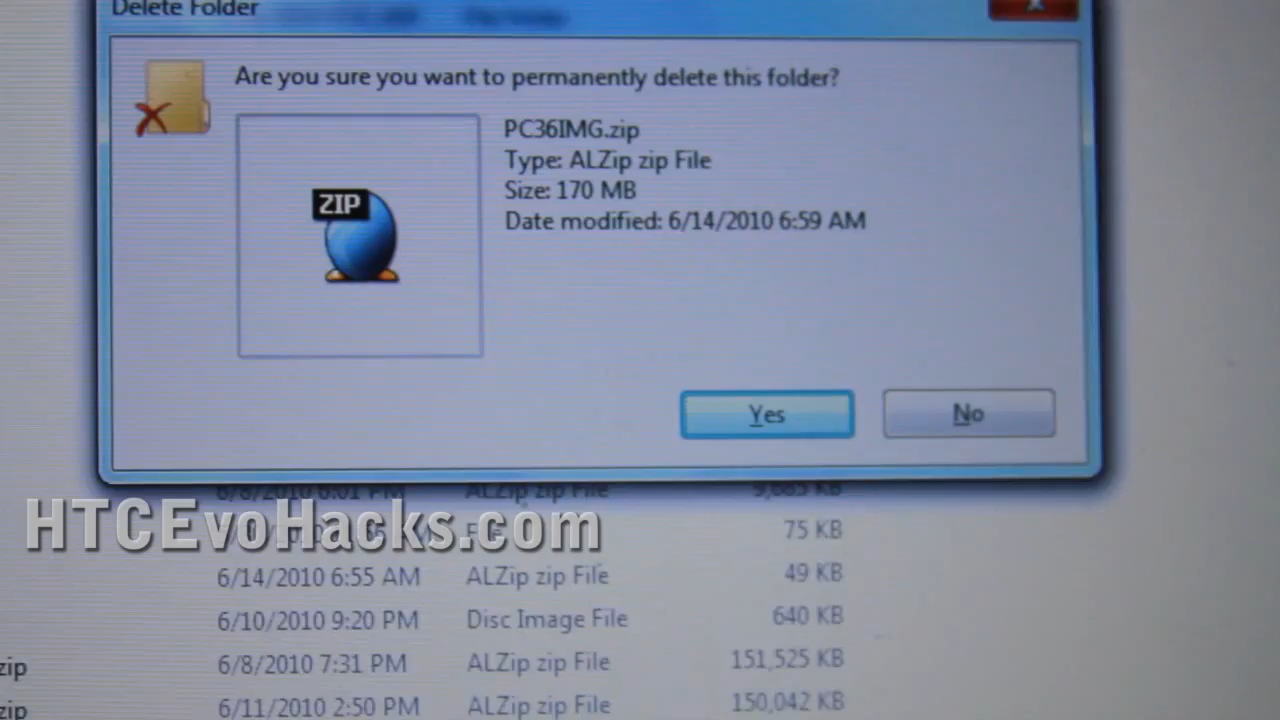 Delete Folder
X
Are you sure you want to permanently delete this folder?
PC36IMG.zip
Type: ALZip zip File
Size: 170 MB
Date modified: 6/14/2010 6:59 AM
ZIP
Yes
No
6/8/2010 6:01 PM ALZip zip File 9,685 KB
HTCEvoHacks.com
File 75 KB
6/14/2010 6:55 AM ALZip zip File 49 KB
6/10/2010 9:20 PM Disc Image File 640 KB
zip 6/8/2010 7:31 PM ALZip zip File 151,525 KB
zip 6/11/2010 2:50 PM ALZip zip File 150,042 KB